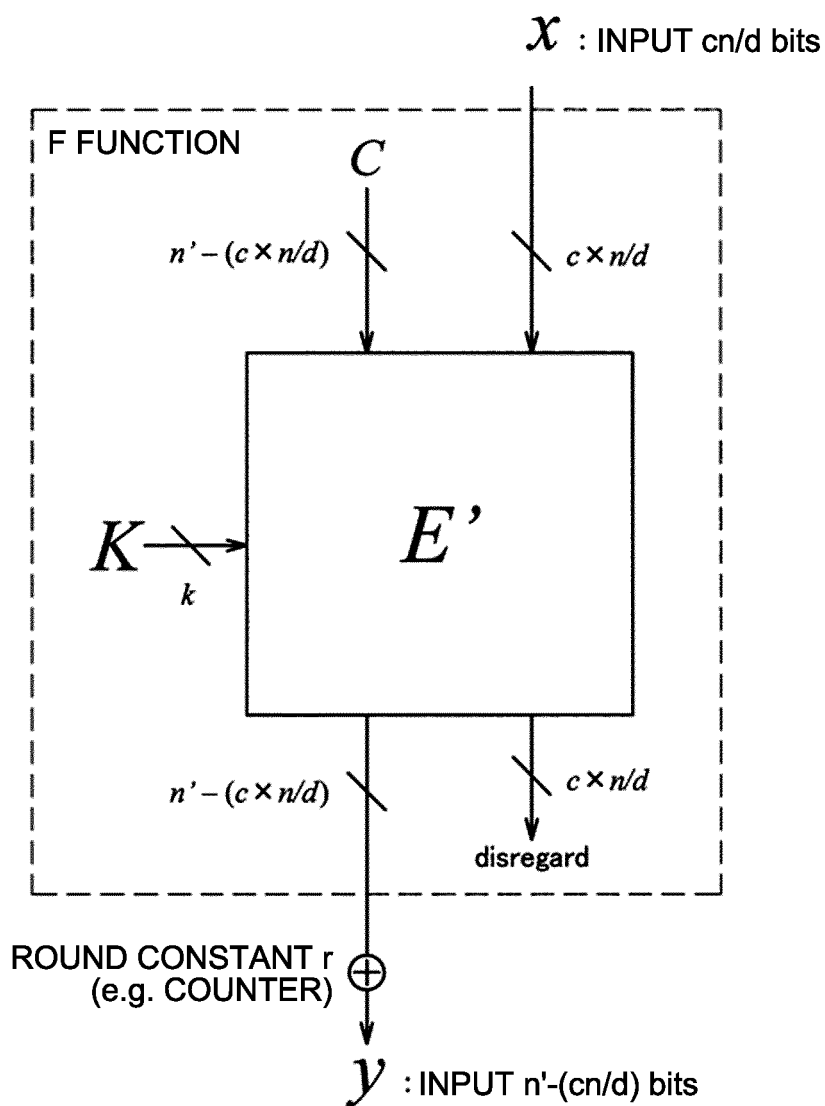 x : INPUT cn/d bits
F FUNCTION
C
n’–(c×n/d)
c×n/d
K
k
E’
n’–(c×n/d)
c×n/d
disregard
ROUND CONSTANT r
(e.g. COUNTER)
y : INPUT n'-(cn/d) bits